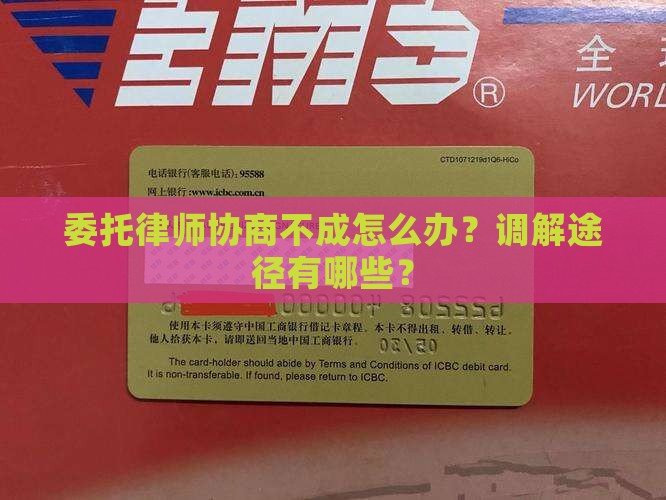 EMS®
全
WORL
CTD1071219d1Q6-HiCo
电话银行(客服电话):95588
网上银行:www.icbc.com.cn
委托律师协商不成怎么办？调解途
径有哪些？
使用本卡须遵守中国工商银行借记卡章程。本卡不得出租、转借、转让。
他人拾获本卡，请即送回当地中国工商银行。
05/20
The card-holder should abide by Terms and Conditions of ICBC debit card.
It is non-transferable. If found, please return to ICBC.